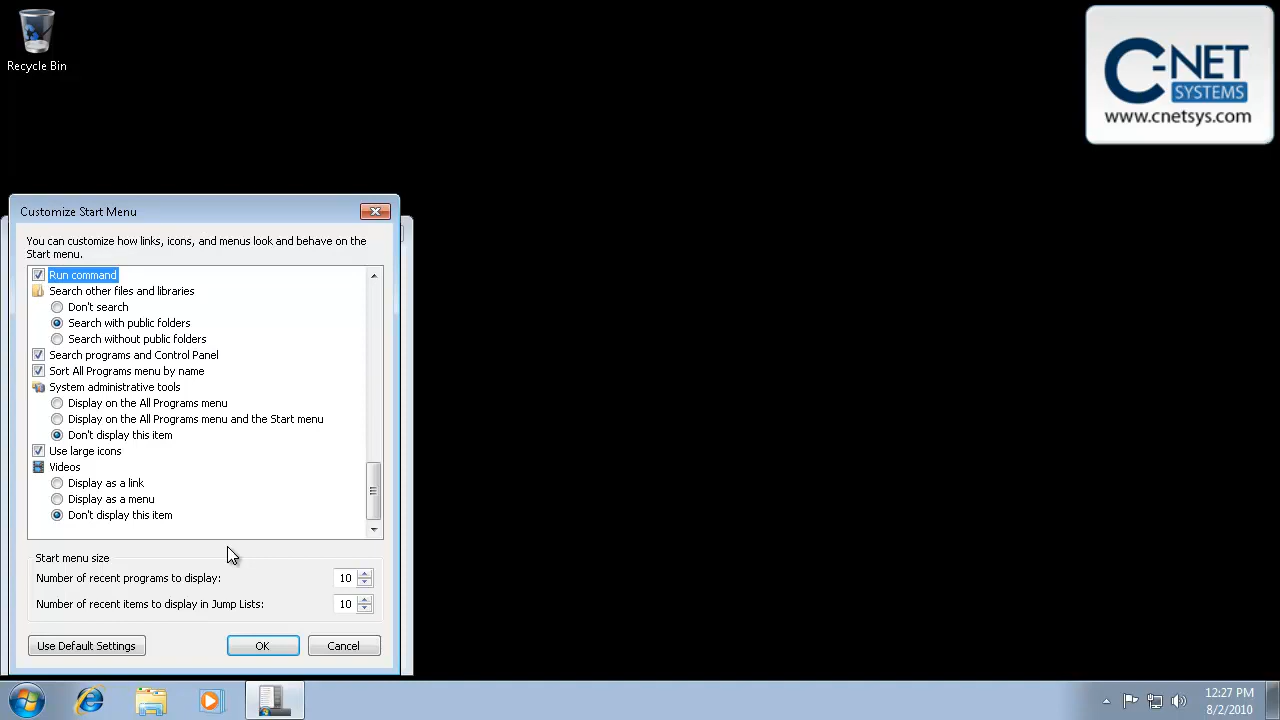 Recycle Bin
C-NET
SYSTEMS
www.cnetsys.com
Customize Start Menu
You can customize how links, icons, and menus look and behave on the
Start menu.
Run command
Search other files and libraries
Don't search
Search with public folders
Search without public folders
Search programs and Control Panel
Sort All Programs menu by name
System administrative tools
Display on the All Programs menu
Display on the All Programs menu and the Start menu
Don't display this item
Use large icons
Videos
Display as a link
Display as a menu
Don't display this item
Start menu size
Number of recent programs to display: 10
Number of recent items to display in Jump Lists: 10
Use Default Settings OK Cancel
12:27 PM
8/2/2010